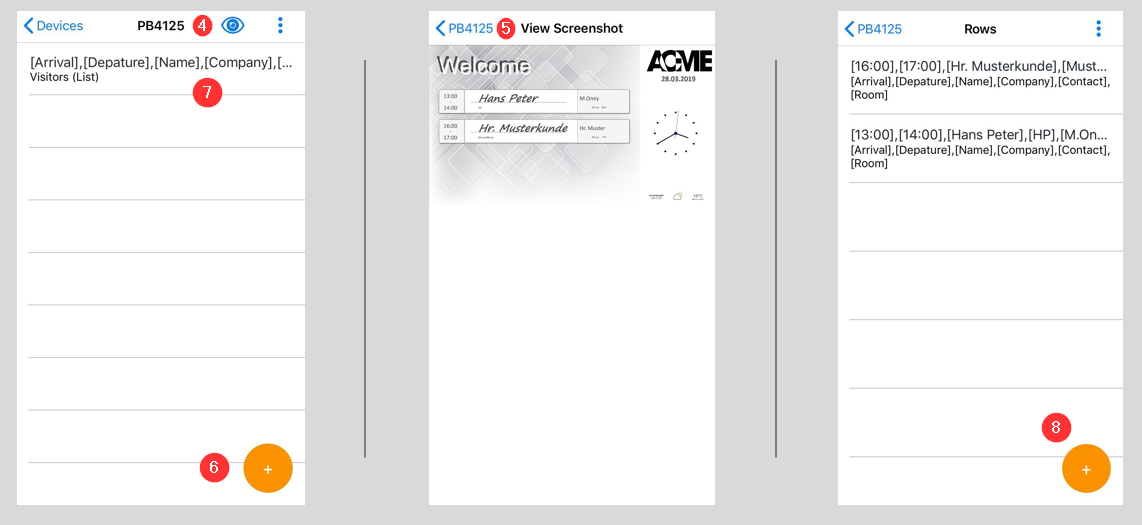 Devices PB4125 4
[Arrival],[Depature],[Name],[Company],[...
Visitors (List)
7
6 +
PB4125 5 View Screenshot
Welcome
ACME
28.03.2019
13:00
14:00
Hans Peter
M.Oney
16:00
17:00
Hr. Musterkunde
Hr. Muster
PB4125 Rows
[16:00],[17:00],[Hr. Musterkunde],[Must...
[Arrival],[Depature],[Name],[Company],[Contact],
[Room]
[13:00],[14:00],[Hans Peter],[HP],[M.On...
[Arrival],[Depature],[Name],[Company],[Contact],
[Room]
8
+